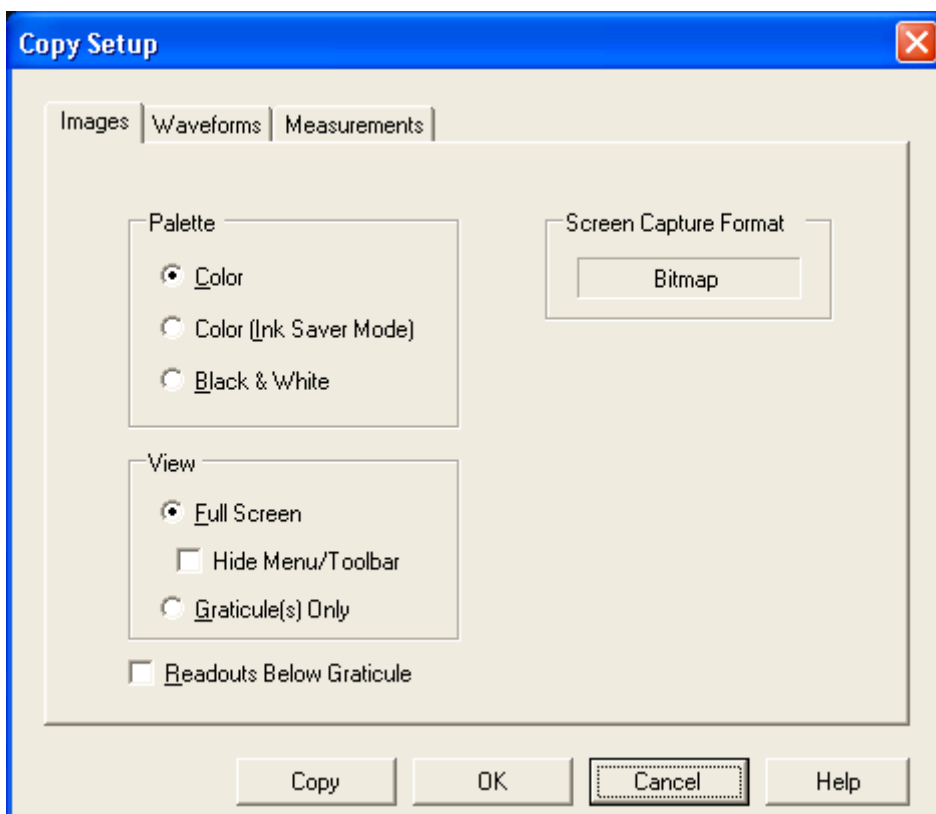 Copy Setup
Images Waveforms Measurements
Palette
Color
Color (Ink Saver Mode)
Black & White
Screen Capture Format
Bitmap
View
Full Screen
Hide Menu/Toolbar
Graticule(s) Only
Readouts Below Graticule
Copy OK Cancel Help